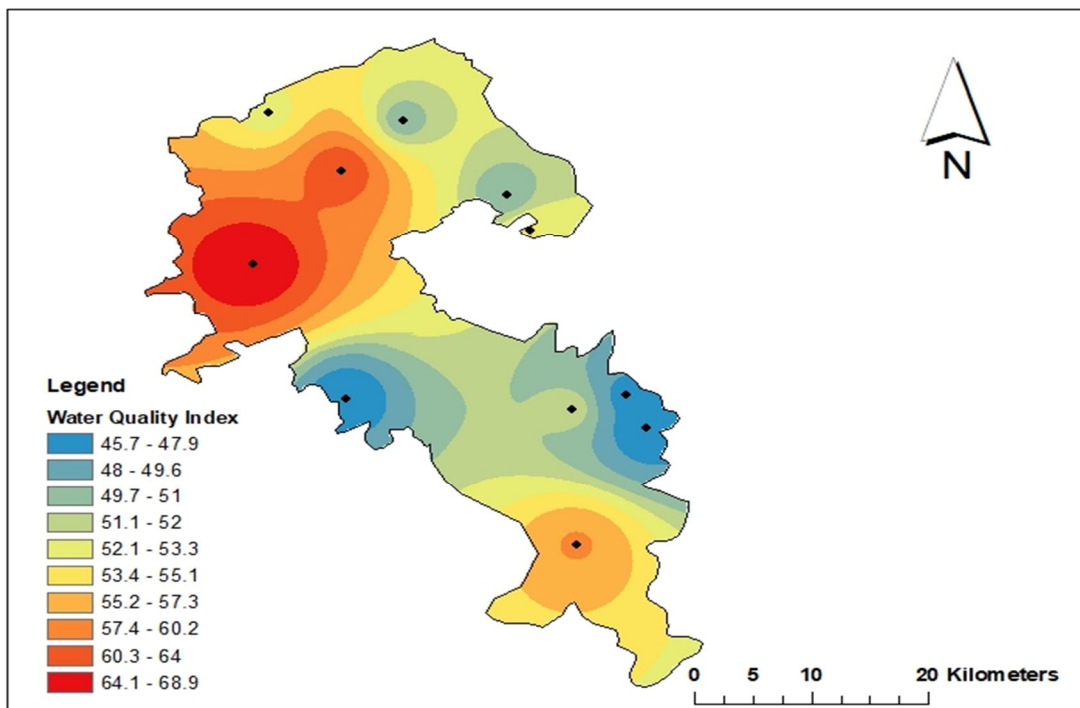 N
Legend
Water Quality Index
45.7 - 47.9
48 - 49.6
49.7 - 51
51.1 - 52
52.1 - 53.3
53.4 - 55.1
55.2 - 57.3
57.4 - 60.2
60.3 - 64
64.1 - 68.9
0 5 10 20 Kilometers